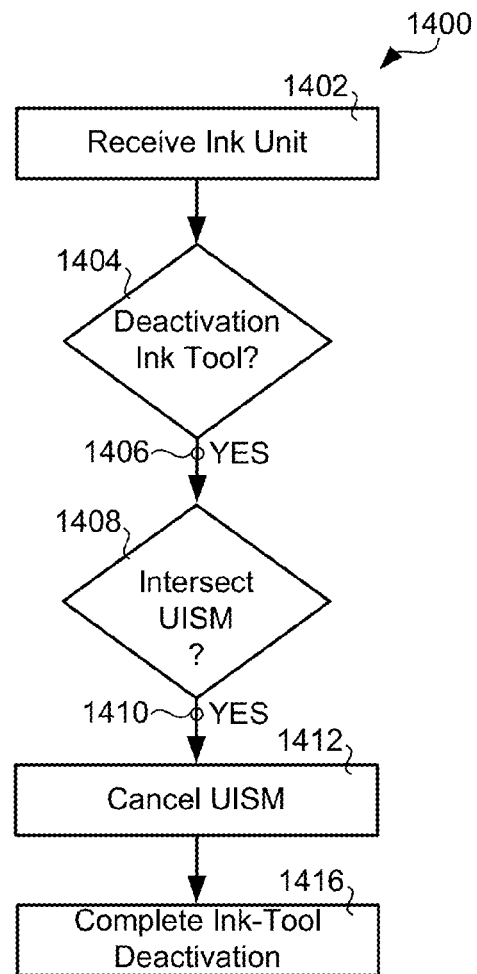 1400
1402
Receive Ink Unit
1404
Deactivation
Ink Tool?
1406 YES
1408
Intersect
UISM
?
1410 YES
1412
Cancel UISM
1416
Complete Ink-Tool
Deactivation